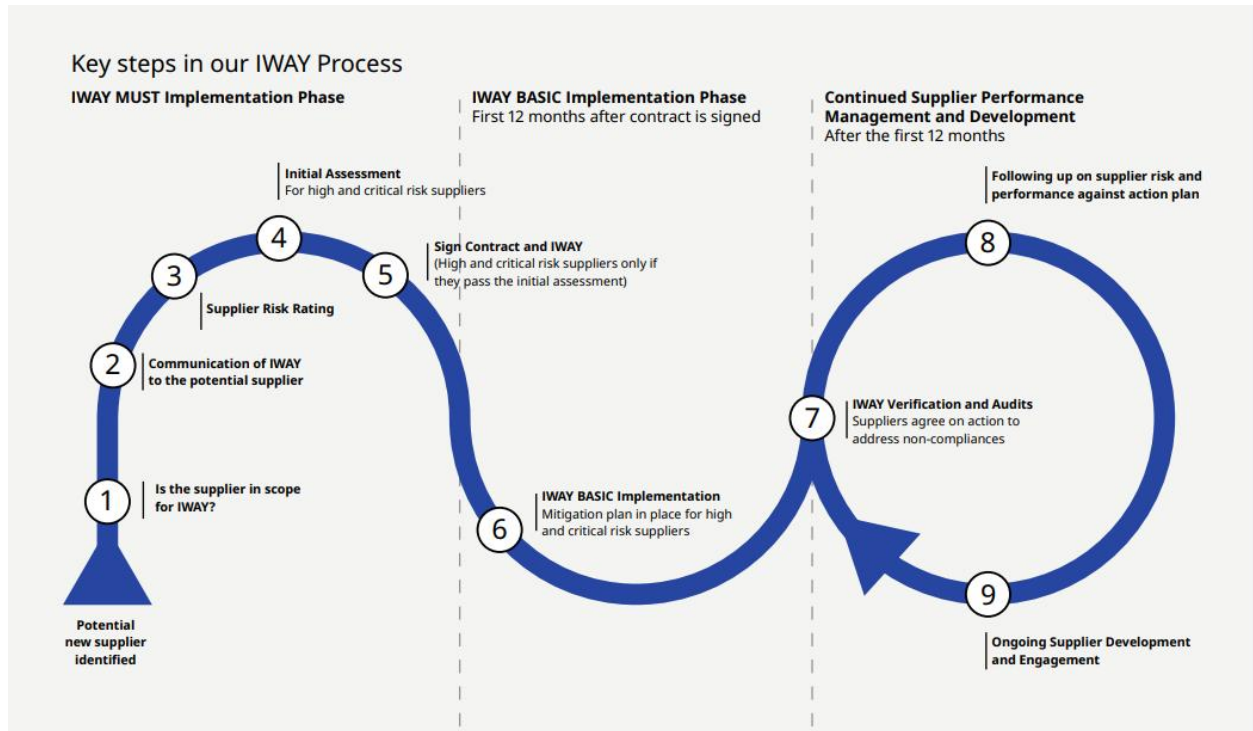 Key steps in our IWAY Process
IWAY MUST Implementation Phase
IWAY BASIC Implementation Phase
First 12 months after contract is signed
Continued Supplier Performance
Management and Development
After the first 12 months
Initial Assessment
For high and critical risk suppliers
4
Sign Contract and IWAY
(High and critical risk suppliers only if
they pass the initial assessment)
5
3
Supplier Risk Rating
2
Communication of IWAY
to the potential supplier
1
Is the supplier in scope
for IWAY?
Potential
new supplier
identified
6
IWAY BASIC Implementation
Mitigation plan in place for high
and critical risk suppliers
7
IWAY Verification and Audits
Suppliers agree on action to
address non-compliances
Following up on supplier risk and
performance against action plan
8
9
Ongoing Supplier Development
and Engagement